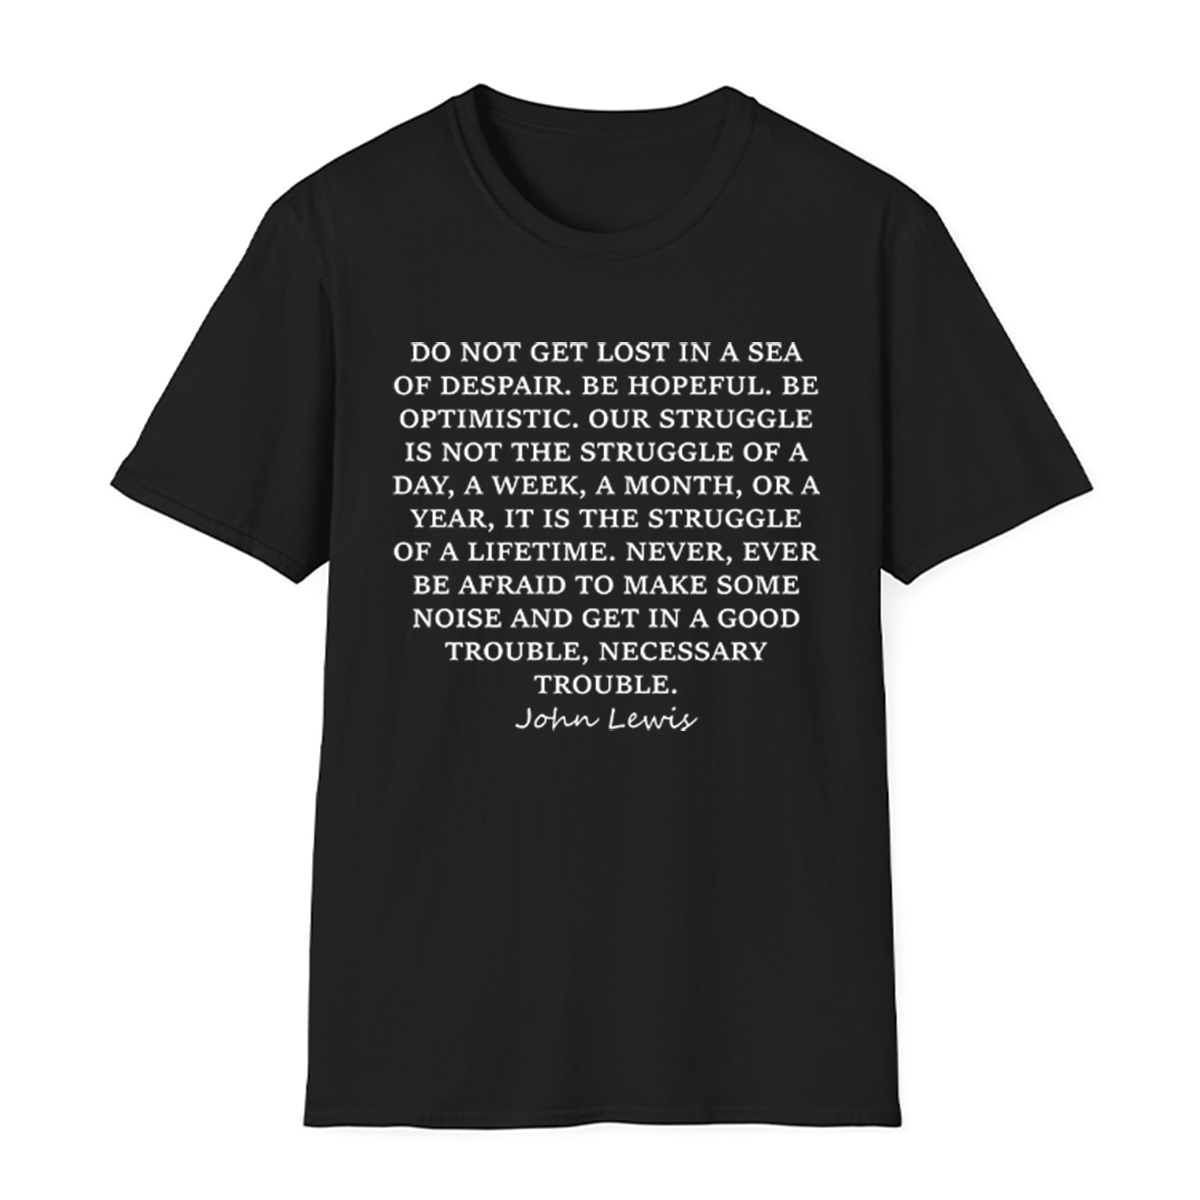 DO NOT GET LOST IN A SEA
OF DESPAIR. BE HOPEFUL. BE
OPTIMISTIC. OUR STRUGGLE
IS NOT THE STRUGGLE OF A
DAY, A WEEK, A MONTH, OR A
YEAR, IT IS THE STRUGGLE
OF A LIFETIME. NEVER, EVER
BE AFRAID TO MAKE SOME
NOISE AND GET IN A GOOD
TROUBLE, NECESSARY
TROUBLE.
John Lewis